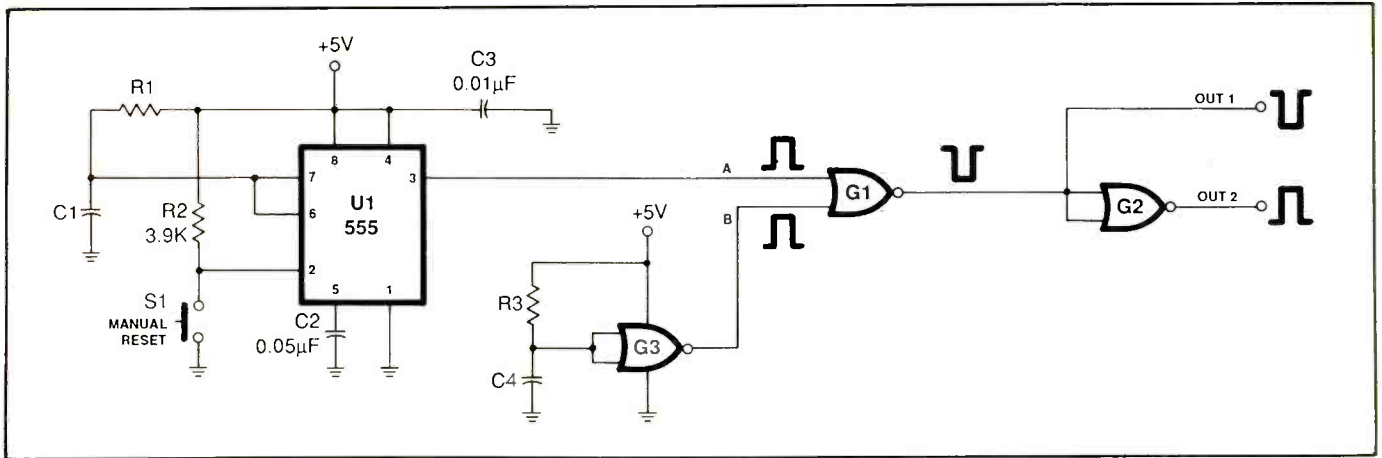 +5V
C3
0.01µF
R1
8
4
7
3
A
C1
R2
3.9K
6
U1
555
G1
OUT 1
+5V
B
G2
OUT 2
2
S1
MANUAL
RESET
5
1
R3
C2
0.05µF
G3
C4